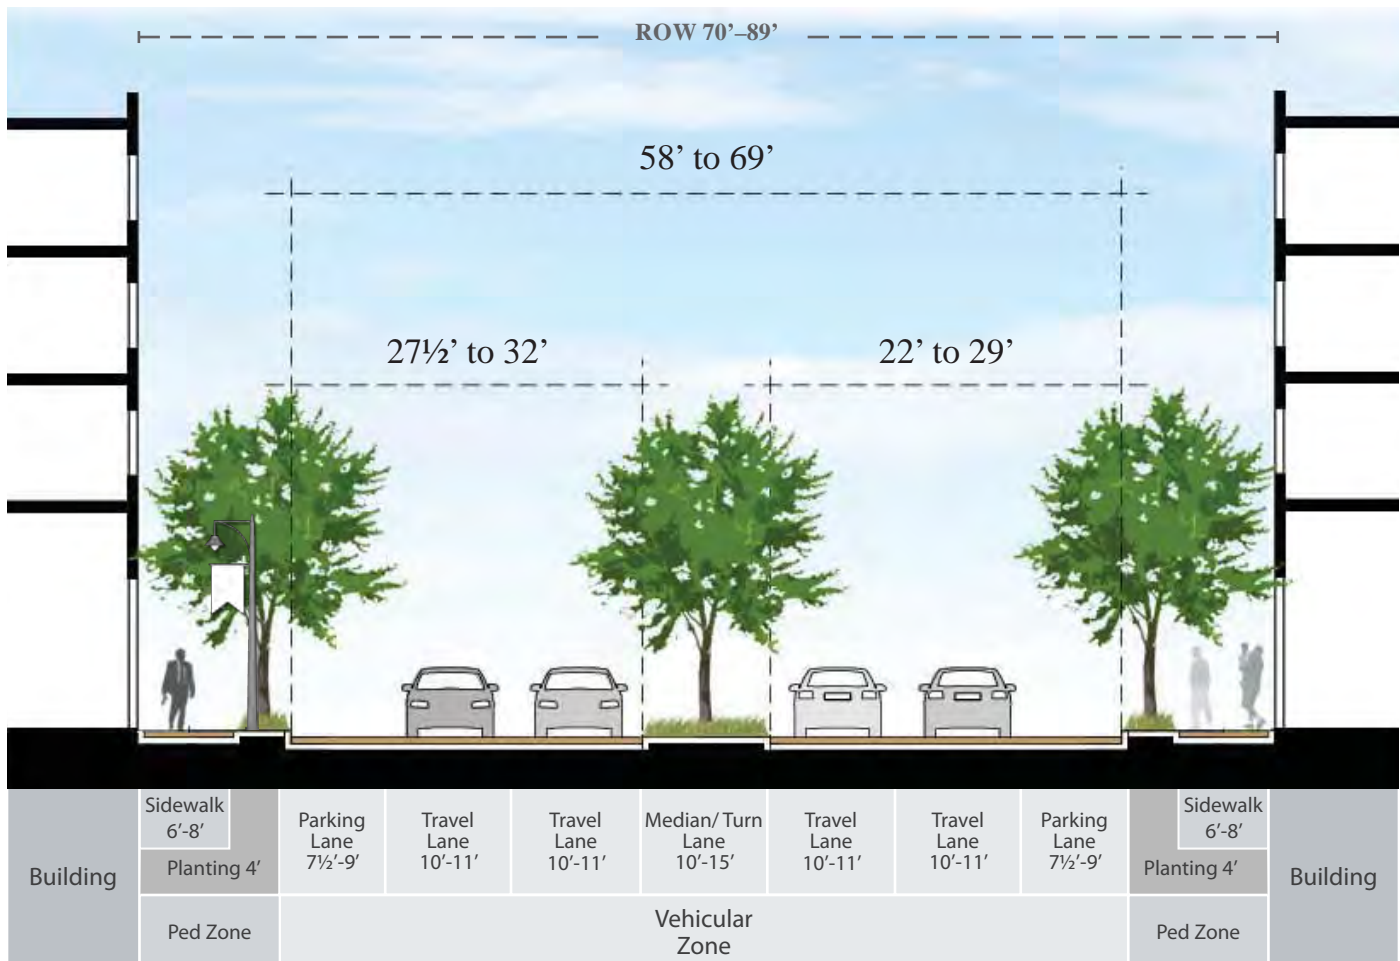 ROW 70’–89’
58’ to 69’
27½’ to 32’
22’ to 29’
Building
Sidewalk
6’-8’
Planting 4’
Ped Zone
Parking
Lane
7½’-9’
Travel
Lane
10’-11’
Travel
Lane
10’-11’
Median/ Turn
Lane
10’-15’
Travel
Lane
10’-11’
Travel
Lane
10’-11’
Parking
Lane
7½’-9’
Vehicular
Zone
Sidewalk
6’-8’
Planting 4’
Ped Zone
Building